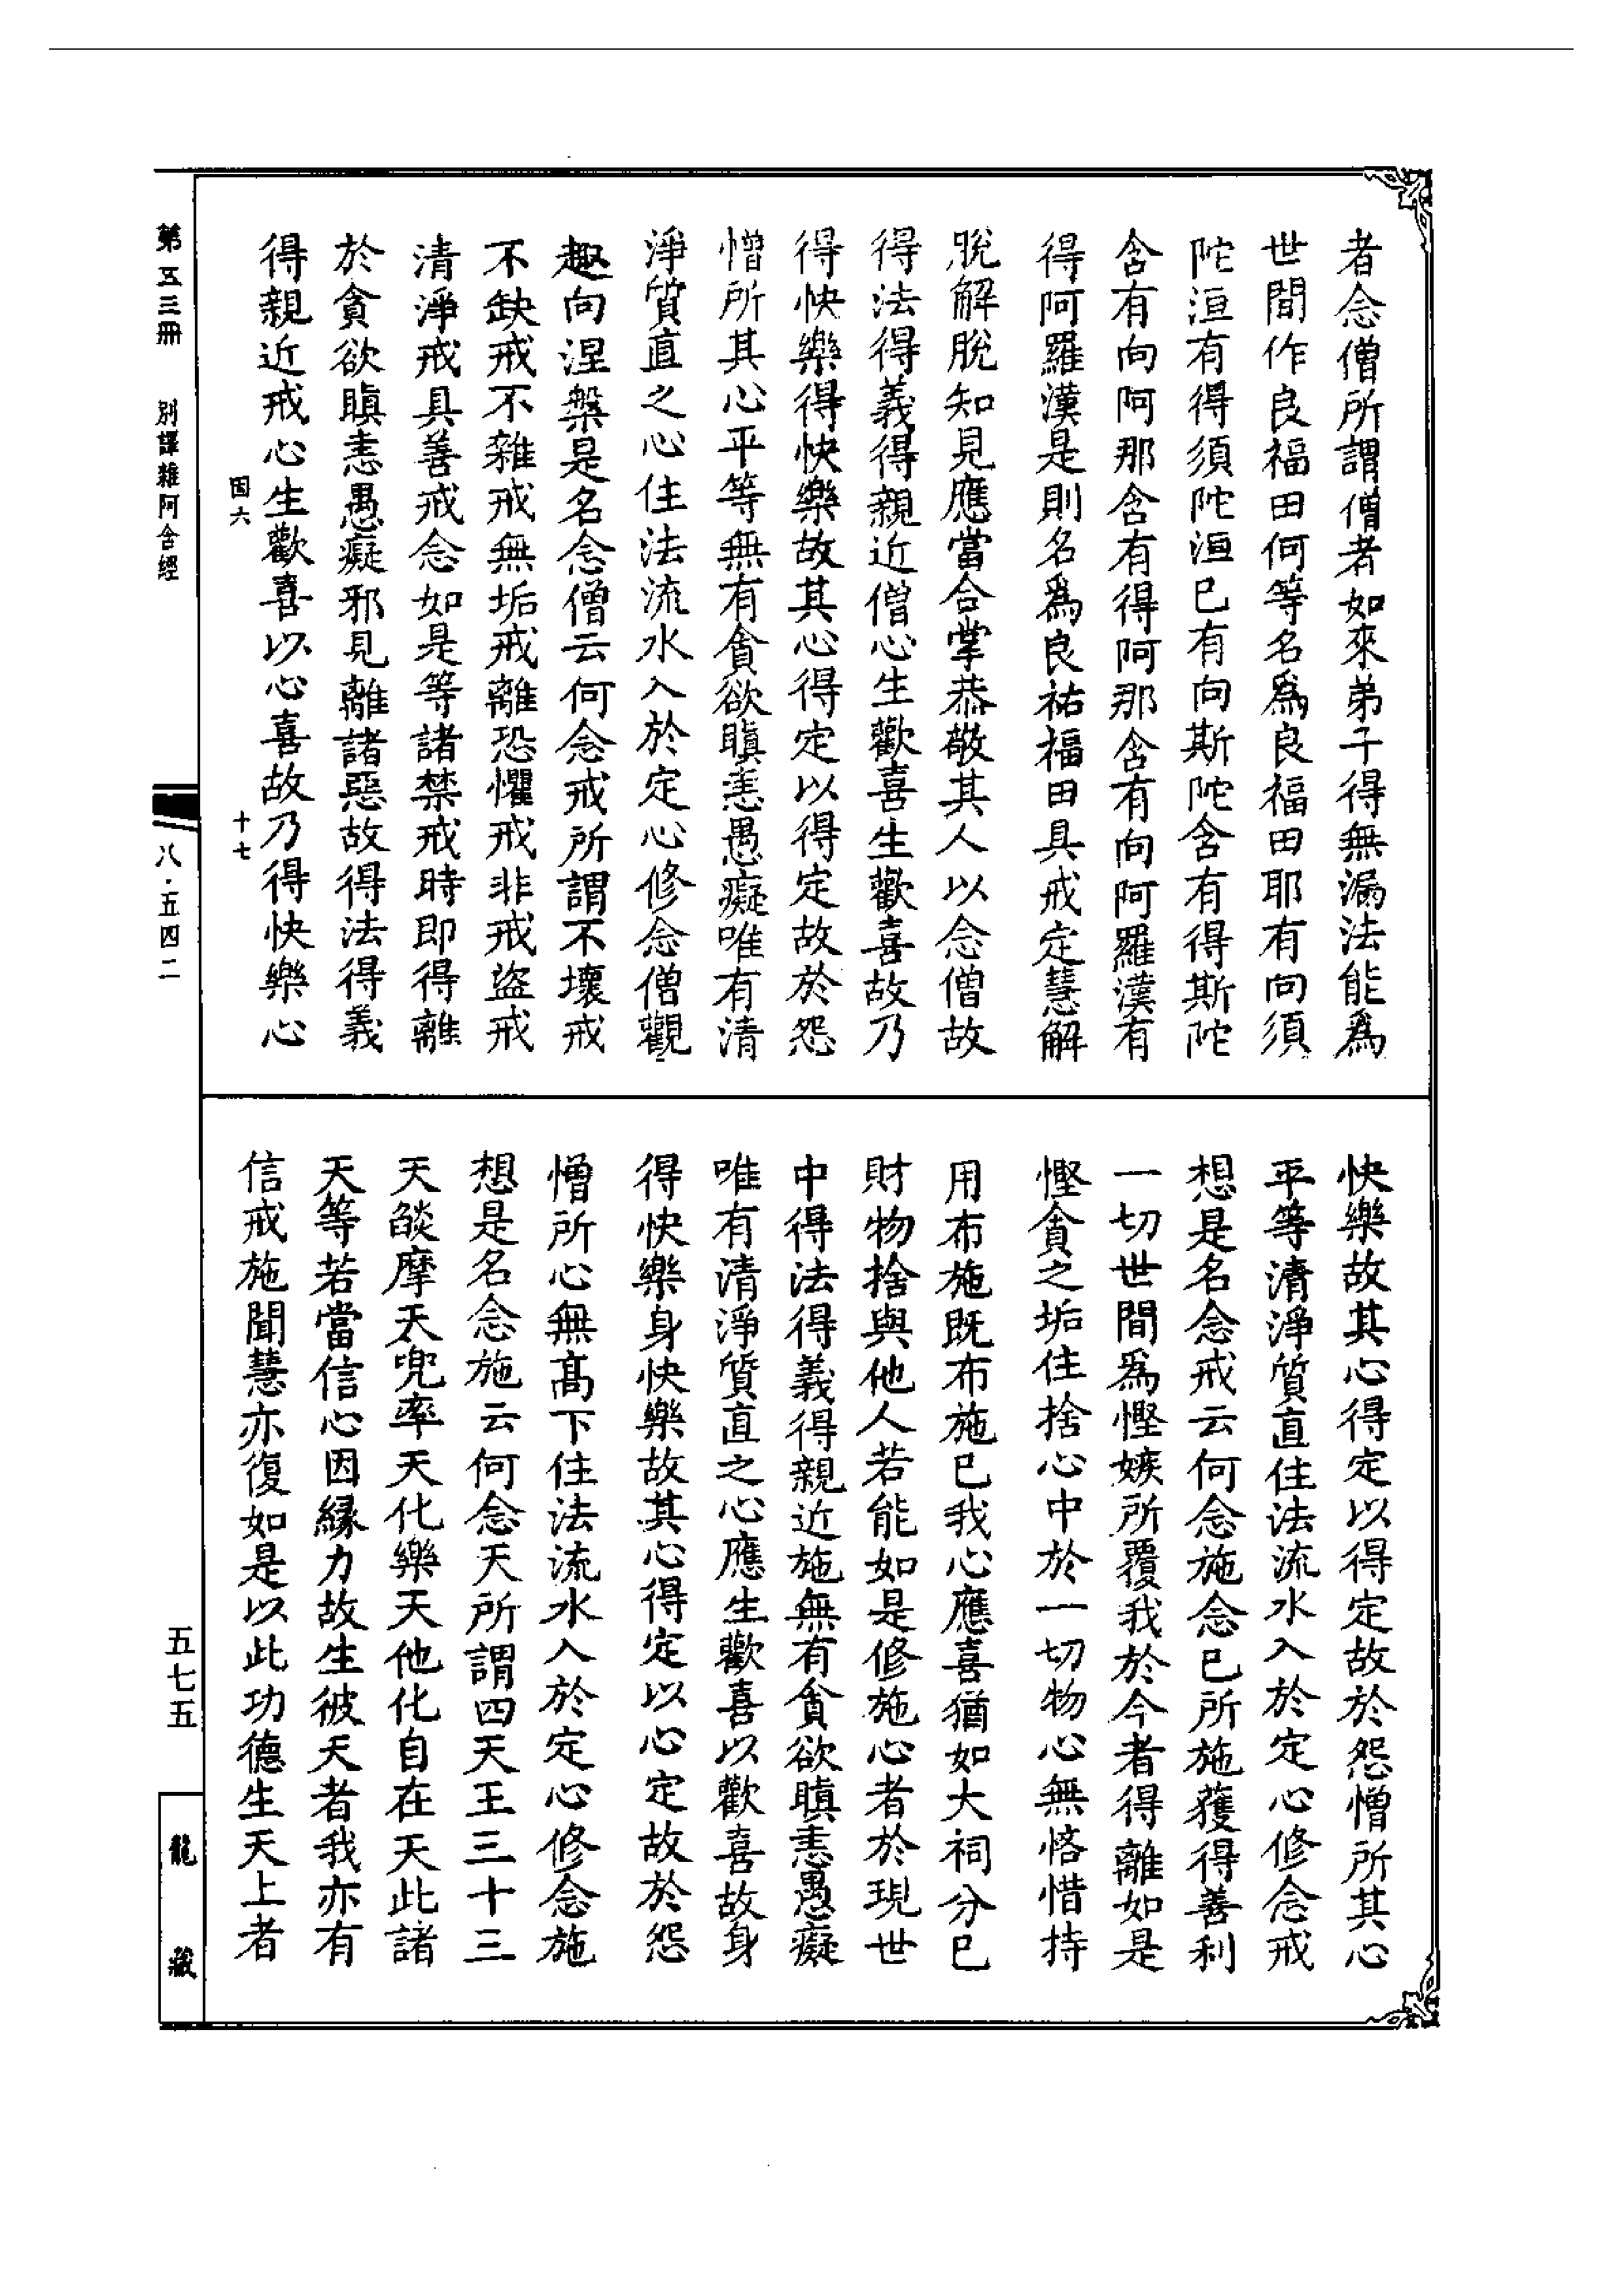 者念僧所謂僧者如來弟子得無漏法能爲
世間作良福田何等名爲良福田耶有向須
陀洹有得須陀洹已有向斯陀含有得斯陀
含有向阿那含有得阿那含有向阿羅漢有
得阿羅漢是則名爲良祐福田具戒定慧解
脫解脫知見應當合掌恭敬其人以念僧故
得法得義得親近僧心生歡喜生歡喜故乃
得快樂得快樂故其心得定以得定故於怨
憎所其心平等無有貪欲瞋恚愚癡唯有清
淨質直之心住法流水入於定心修念僧觀
趣向涅槃是名念僧云何念戒所謂不壞戒
不缺戒不雜戒無垢戒離恐懼戒非戒盜戒
清淨戒具善戒念如是等諸禁戒時即得離
於貪欲瞋恚愚癡邪見離諸惡故得法得義
得親近戒心生歡喜以心喜故乃得快樂心
快樂故其心得定以得定故於怨憎所其心
平等清淨質直住法流水入於定心修念戒
想是名念戒云何念施念已所施獲得善利
一切世間爲慳嫉所覆我於今者得離如是
慳貪之垢住捨心中於一切物心無悋惜持
用布施既布施已我心應喜猶如大祠分已
財物捨與他人若能如是修施心者於現世
中得法得義得親近施無有貪欲瞋恚愚癡
唯有清淨質直之心應生歡喜以歡喜故身
得快樂身快樂故其心得定以心定故於怨
憎所心無高下住法流水入於定心修念施
想是名念施云何念天所謂四天王三十三
天燄摩天兜率天化樂天他化自在天此諸
天等若當信心因緣力故生彼天者我亦有
信戒施聞慧亦復如是以此功德生天上者
第五三冊 別譯雜阿含經
固六 十七
八·五四二
五七五
龍藏